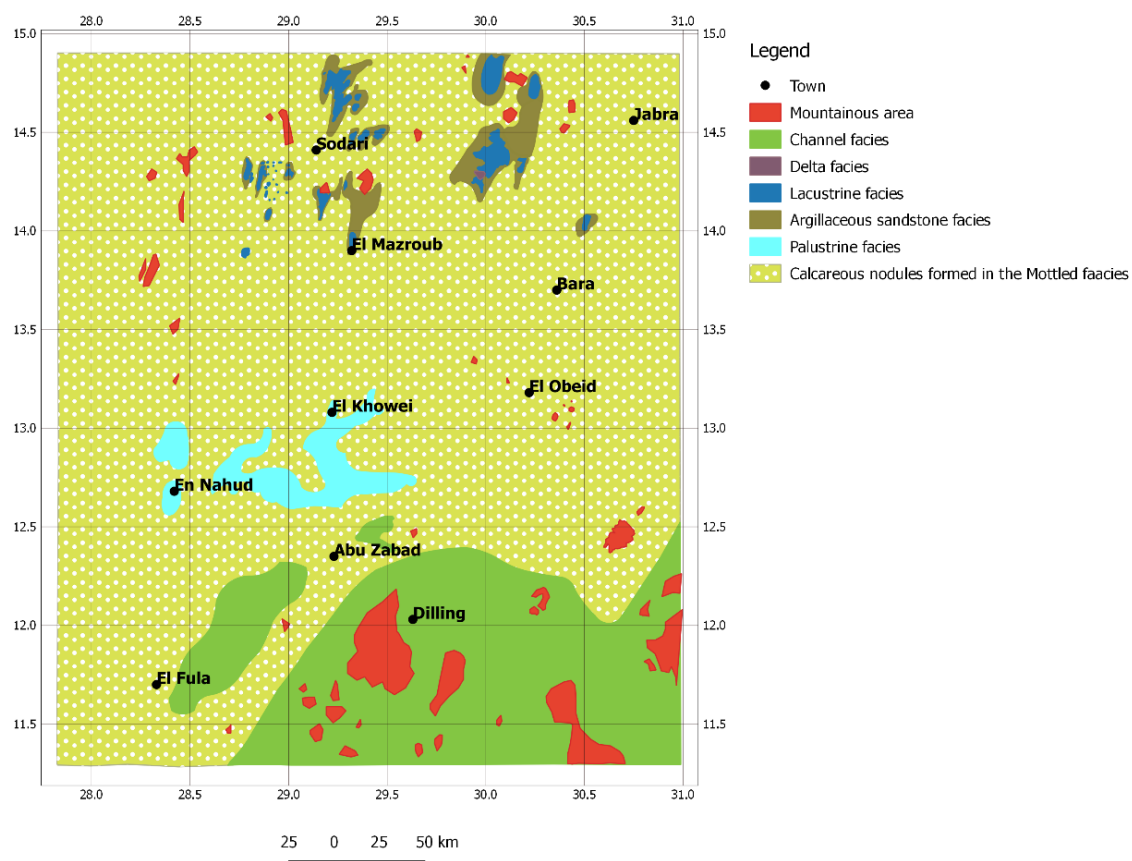 28.0 28.5 29.0 29.5 30.0 30.5 31.0
15.0 15.0
Legend
Town
Mountainous area
Channel facies
Delta facies
Lacustrine facies
Argillaceous sandstone facies
Palustrine facies
Calcareous nodules formed in the Mottled faacies
Jabra
14.5 14.5
Sodari
14.0 14.0
El Mazroub
Bara
13.5 13.5
El Obeid
El Khowei
13.0 13.0
En Nahud
12.5 12.5
Abu Zabad
Dilling
12.0 12.0
El Fula
11.5 11.5
28.0 28.5 29.0 29.5 30.0 30.5 31.0
25 0 25 50 km